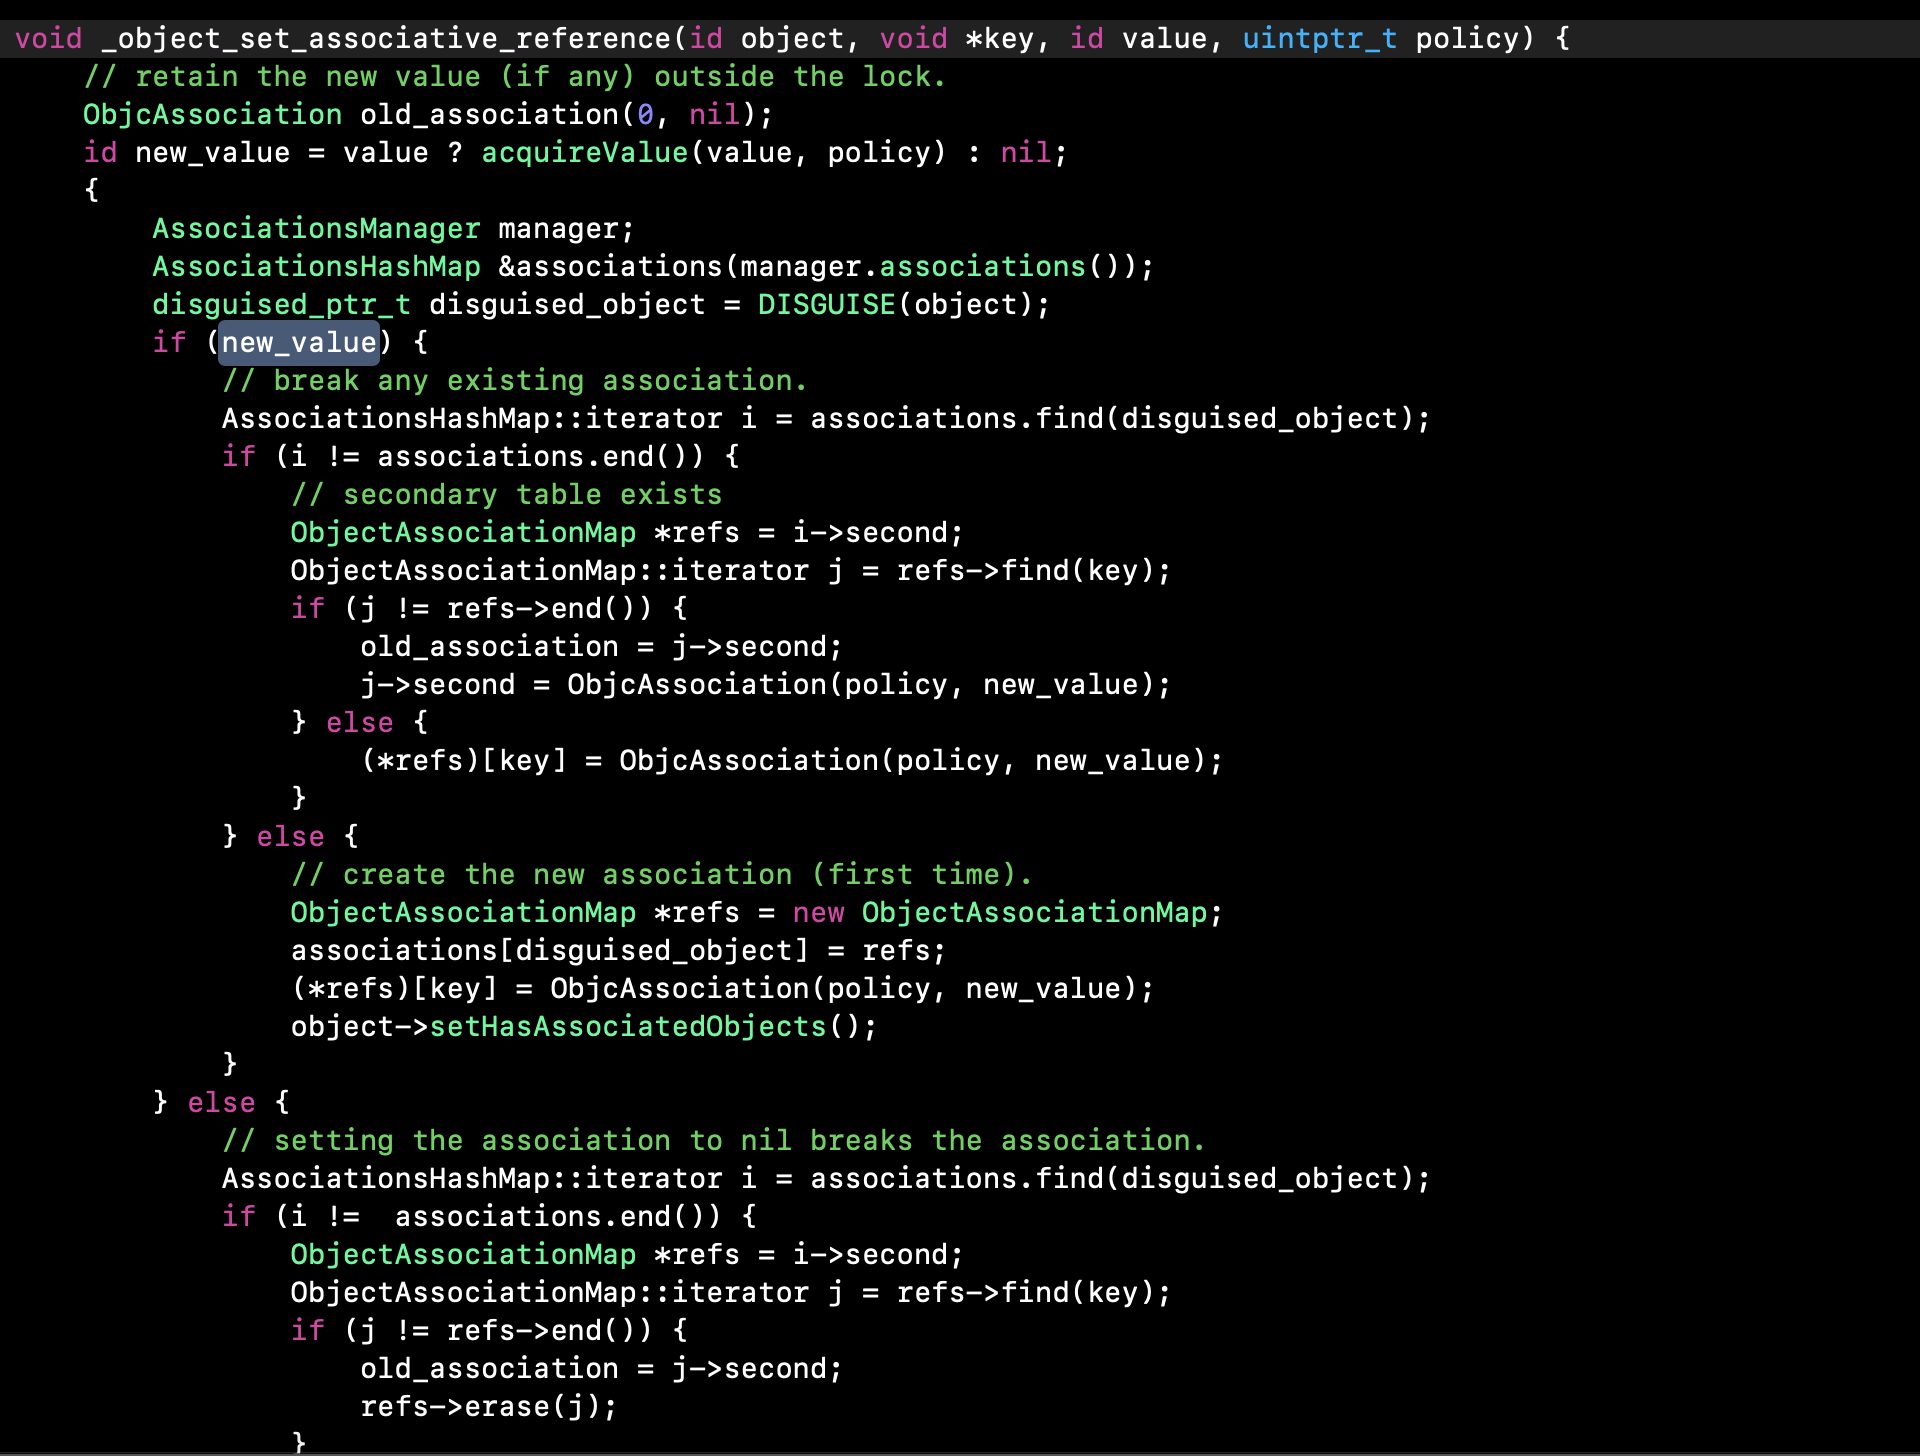 void _object_set_associative_reference(id object, void *key, id value, uintptr_t policy) {
    // retain the new value (if any) outside the lock.
    ObjcAssociation old_association(0, nil);
    id new_value = value ? acquireValue(value, policy) : nil;
    {
        AssociationsManager manager;
        AssociationsHashMap &associations(manager.associations());
        disguised_ptr_t disguised_object = DISGUISE(object);
        if (new_value) {
            // break any existing association.
            AssociationsHashMap::iterator i = associations.find(disguised_object);
            if (i != associations.end()) {
                // secondary table exists
                ObjectAssociationMap *refs = i->second;
                ObjectAssociationMap::iterator j = refs->find(key);
                if (j != refs->end()) {
                    old_association = j->second;
                    j->second = ObjcAssociation(policy, new_value);
                } else {
                    (*refs)[key] = ObjcAssociation(policy, new_value);
                }
            } else {
                // create the new association (first time).
                ObjectAssociationMap *refs = new ObjectAssociationMap;
                associations[disguised_object] = refs;
                (*refs)[key] = ObjcAssociation(policy, new_value);
                object->setHasAssociatedObjects();
            }
        } else {
            // setting the association to nil breaks the association.
            AssociationsHashMap::iterator i = associations.find(disguised_object);
            if (i !=  associations.end()) {
                ObjectAssociationMap *refs = i->second;
                ObjectAssociationMap::iterator j = refs->find(key);
                if (j != refs->end()) {
                    old_association = j->second;
                    refs->erase(j);
                }